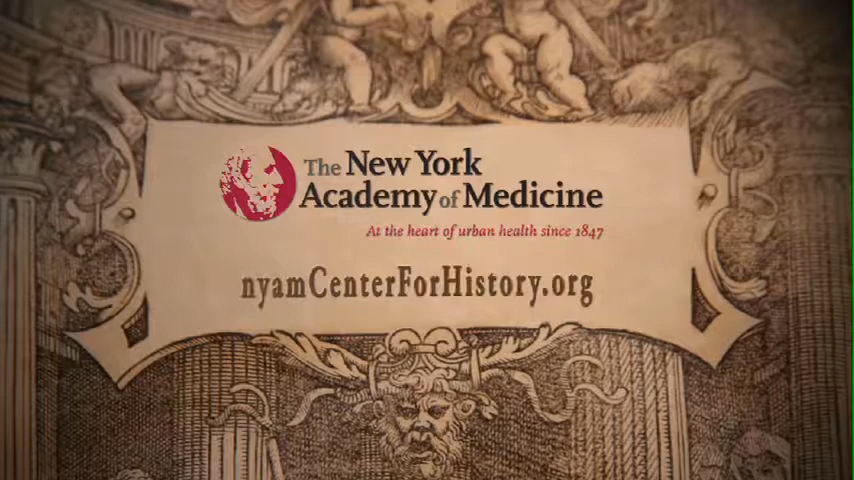 The New York
Academy of Medicine
At the heart of urban health since 1847
nyamCenterForHistory.org